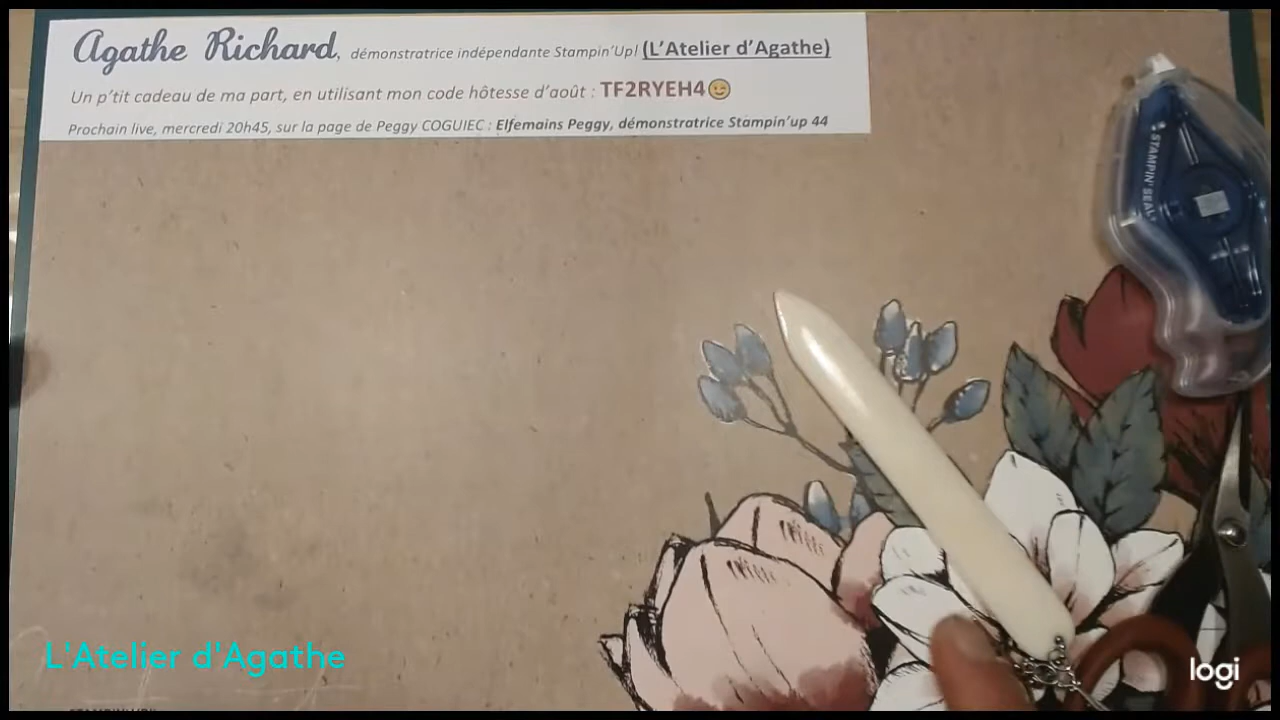 Agathe Richard, démonstratrice indépendante Stampin'Up! (L'Atelier d'Agathe)
Un p'tit cadeau de ma part, en utilisant mon code hôtesse d'août : TF2RYEH4😉
Prochain live, mercredi 20h45, sur la page de Peggy COGUIEC : Elfemains Peggy, démonstratrice Stampin'up 44
STAMPIN' SEAL
L'Atelier d'Agathe
logi